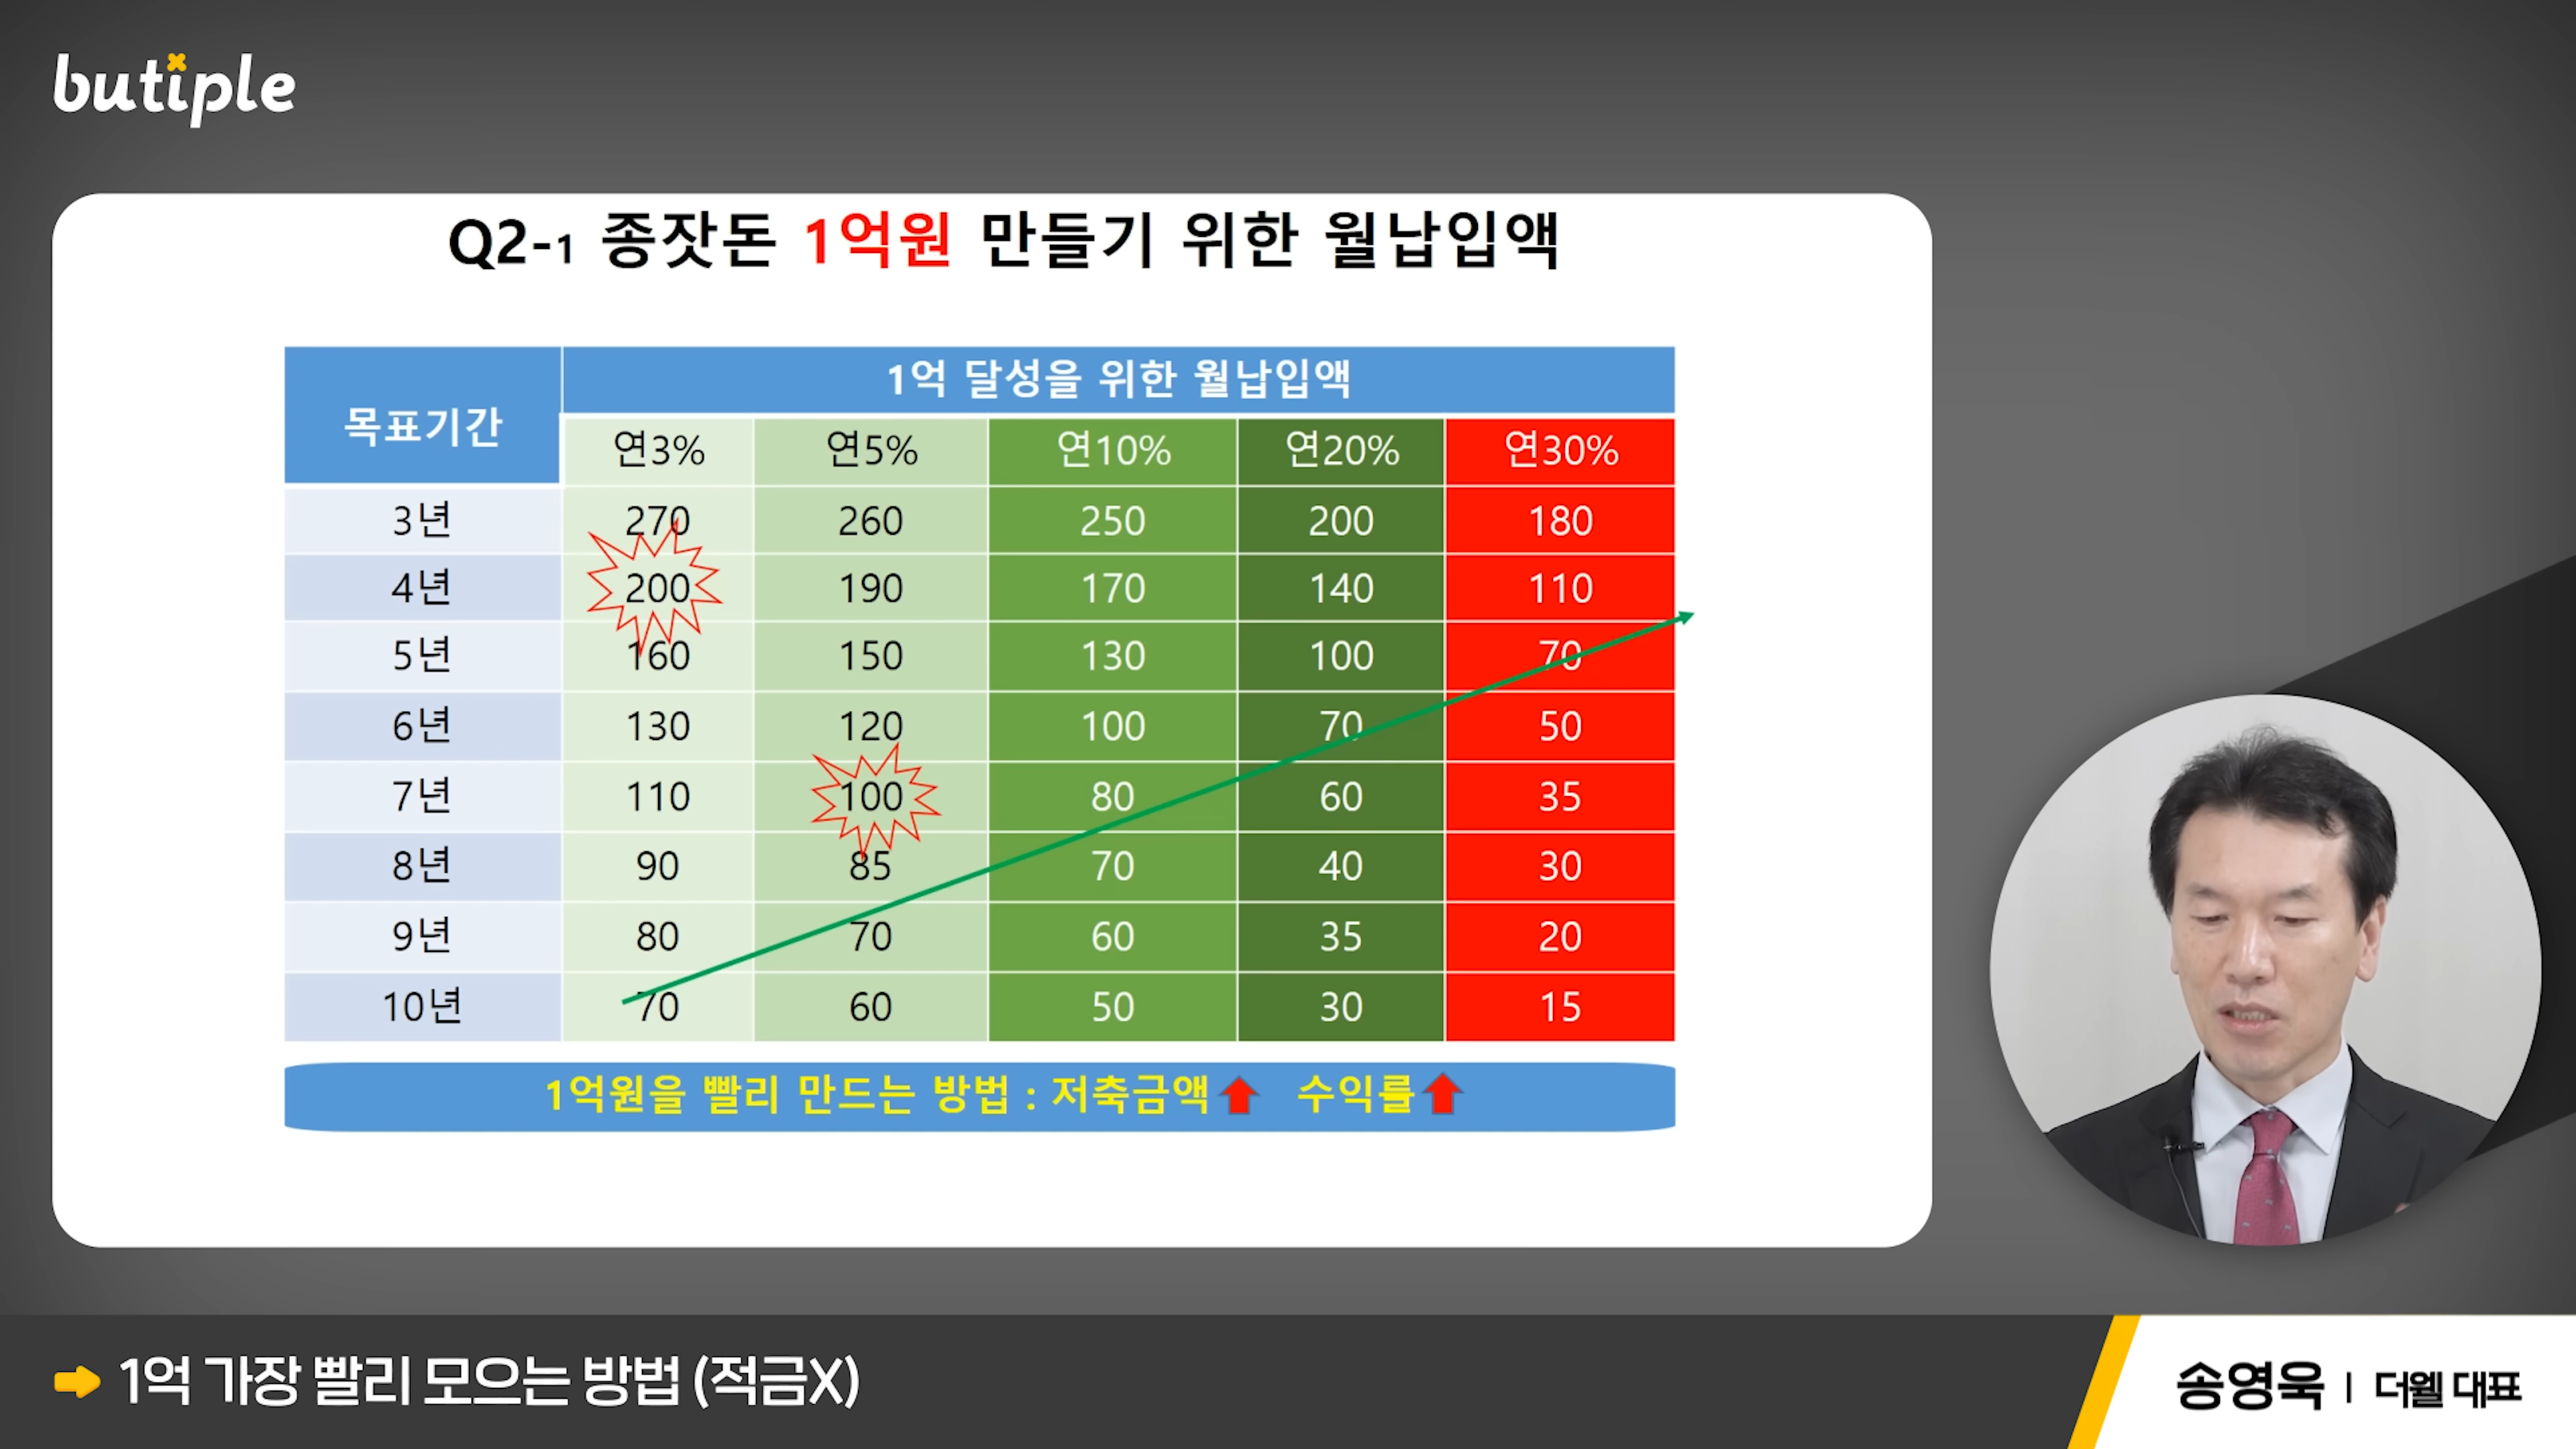 butiple
Q2-1 종잣돈 1억원 만들기 위한 월납입액
목표기간
1억 달성을 위한 월납입액
연3% 연5% 연10% 연20% 연30%
3년 270 260 250 200 180
4년 200 190 170 140 110
5년 160 150 130 100 70
6년 130 120 100 70 50
7년 110 100 80 60 35
8년 90 85 70 40 30
9년 80 70 60 35 20
10년 70 60 50 30 15
1억원을 빨리 만드는 방법 : 저축금액 수익률
1억 가장 빨리 모으는 방법 (적금X)
송영욱 | 더웰 대표